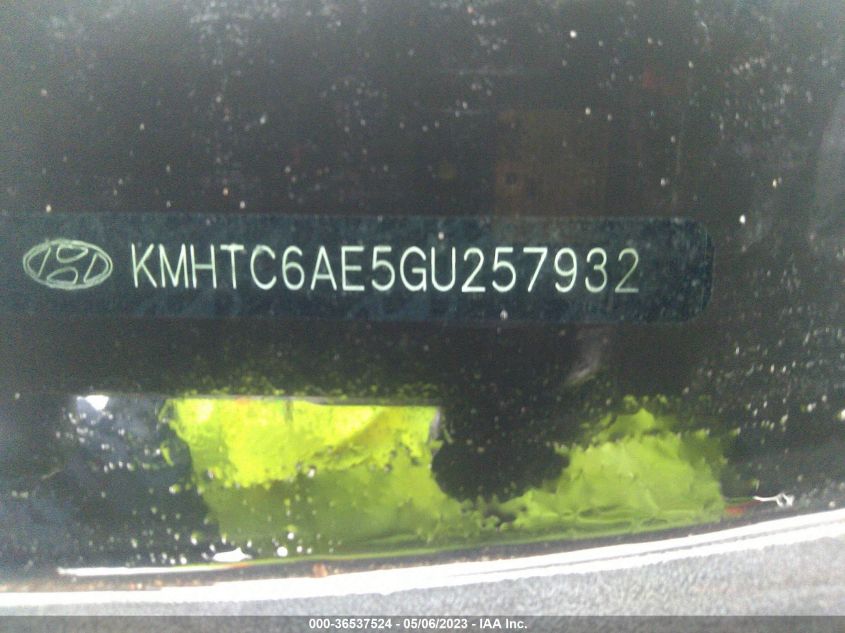 KMHTC6AE5GU257932
000-36537524 - 05/06/2023 - IAA Inc.